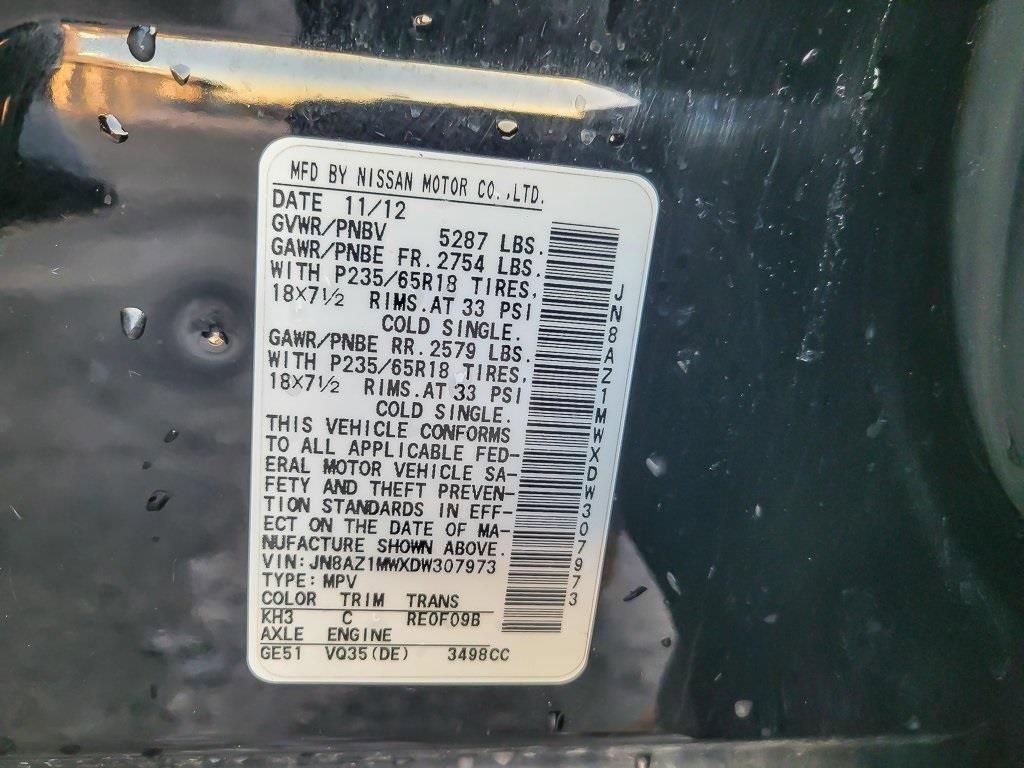 MFD BY NISSAN MOTOR CO.,LTD.
DATE 11/12
GVWR/PNBV 5287 LBS.
GAWR/PNBE FR.2754 LBS.
WITH P235/65R18 TIRES,
18×7½ RIMS.AT 33 PSI
COLD SINGLE.
GAWR/PNBE RR.2579 LBS.
WITH P235/65R18 TIRES,
18×7½ RIMS.AT 33 PSI
COLD SINGLE.
THIS VEHICLE CONFORMS
TO ALL APPLICABLE FED-
ERAL MOTOR VEHICLE SA-
FETY AND THEFT PREVEN-
TION STANDARDS IN EFF-
ECT ON THE DATE OF MA-
NUFACTURE SHOWN ABOVE.
VIN:JN8AZ1MWXDW307973
TYPE:MPV
COLOR TRIM TRANS
KH3 C RE0F09B
AXLE ENGINE
GE51 VQ35(DE) 3498CC
JN8AZ1MWXDW307973